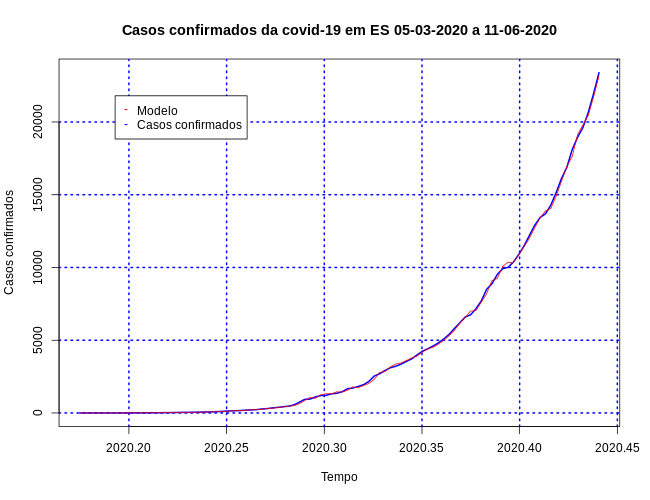 Casos confirmados da covid-19 em ES 05-03-2020 a 11-06-2020
Casos confirmados
20000
15000
10000
5000
0
- Modelo
- Casos confirmados
2020.20 2020.25 2020.30 2020.35 2020.40 2020.45
Tempo